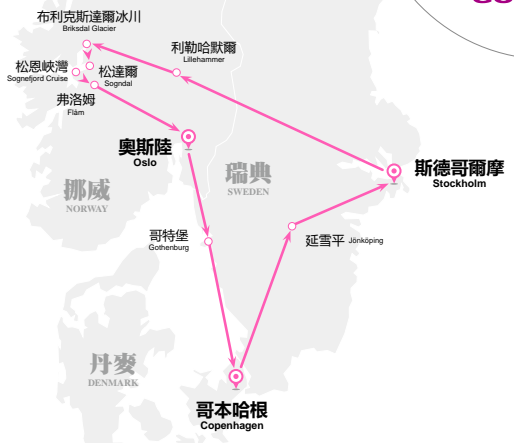 布利克斯達爾冰川
Briksdal Glacier
利勒哈默爾
Lillehammer
松恩峽灣
Sognefjord Cruise
松達爾
Sogndal
弗洛姆
Flåm
奧斯陸
Oslo
斯德哥爾摩
Stockholm
瑞典
SWEDEN
挪威
NORWAY
哥特堡
Gothenburg
延雪平 Jönköping
丹麥
DENMARK
哥本哈根
Copenhagen